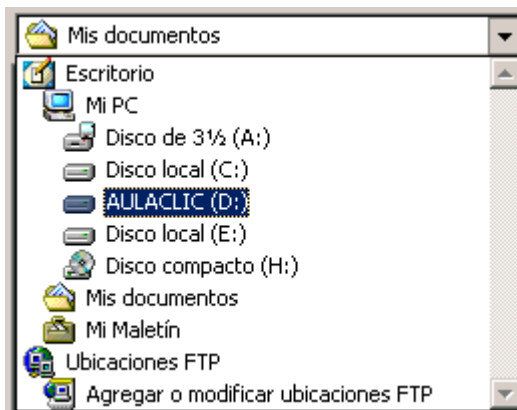 Mis documentos
Escritorio
Mi PC
Disco de 3½ (A:)
Disco local (C:)
AULACLIC (D:)
Disco local (E:)
Disco compacto (H:)
Mis documentos
Mi Maletín
Ubicaciones FTP
Agregar o modificar ubicaciones FTP